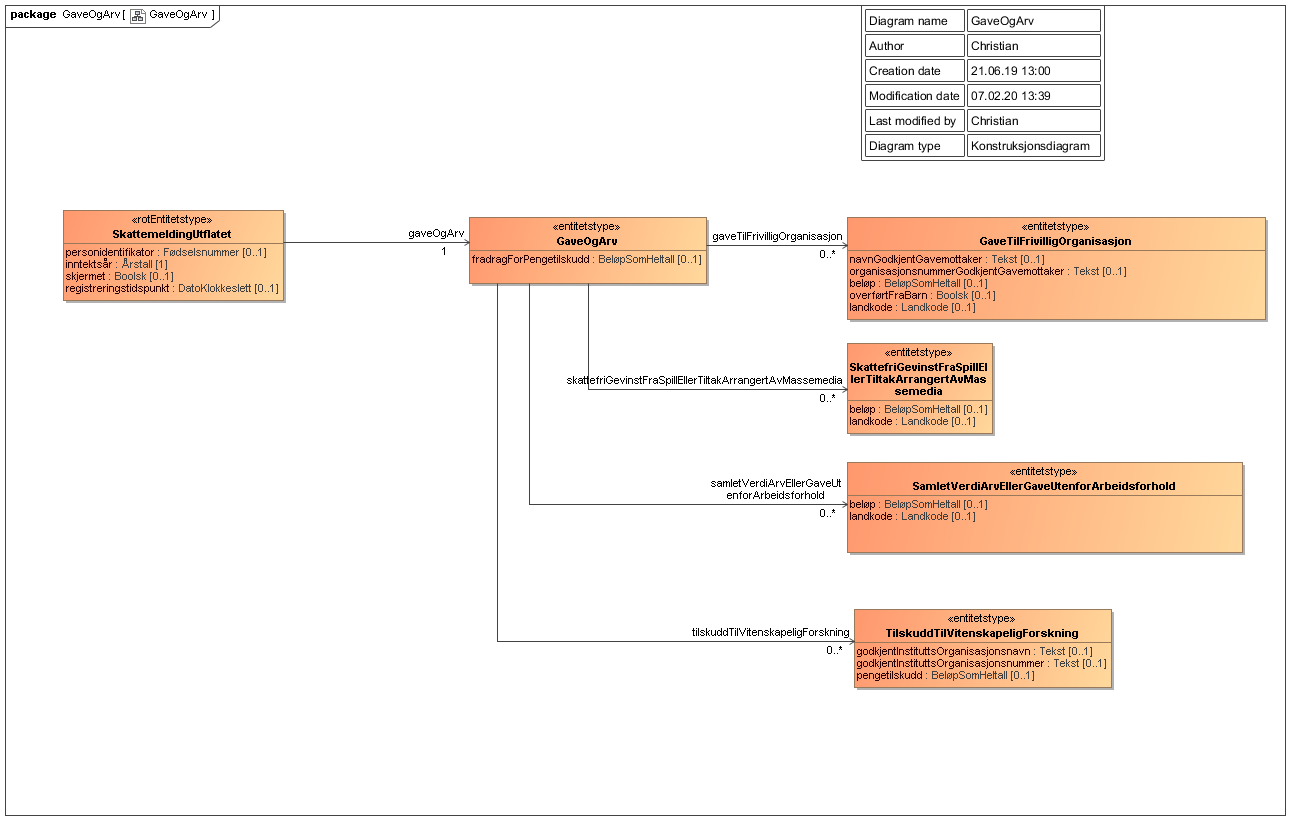 package GaveOgArv [ GaveOgArv ]
Diagram name GaveOgArv
Author Christian
Creation date 21.06.19 13:00
Modification date 07.02.20 13:39
Last modified by Christian
Diagram type Konstruksjonsdiagram
«rotEntitetstype»
SkattemeldingUtflatet
personidentifikator : Fødselsnummer [0..1]
inntektsår : Årstall [1]
skjermet : Boolsk [0..1]
registreringstidspunkt : DatoKlokkeslett [0..1]
gaveOgArv
1
«entitetstype»
GaveOgArv
fradragForPengetilskudd : BeløpSomHeltall [0..1]
gaveTilFrivilligOrganisasjon
0..*
«entitetstype»
GaveTilFrivilligOrganisasjon
navnGodkjentGavemottaker : Tekst [0..1]
organisasjonsnummerGodkjentGavemottaker : Tekst [0..1]
beløp : BeløpSomHeltall [0..1]
overførtFraBarn : Boolsk [0..1]
landkode : Landkode [0..1]
skattefriGevinstFraSpillEllerTiltakArrangertAvMassemedia
0..*
«entitetstype»
SkattefriGevinstFraSpillEl
lerTiltakArrangertAvMas
semedia
beløp : BeløpSomHeltall [0..1]
landkode : Landkode [0..1]
samletVerdiArvEllerGaveUt
enforArbeidsforhold
0..*
«entitetstype»
SamletVerdiArvEllerGaveUtenforArbeidsforhold
beløp : BeløpSomHeltall [0..1]
landkode : Landkode [0..1]
tilskuddTilVitenskapeligForskning
0..*
«entitetstype»
TilskuddTilVitenskapeligForskning
godkjentInstituttsOrganisasjonsnavn : Tekst [0..1]
godkjentInstituttsOrganisasjonsnummer : Tekst [0..1]
pengetilskudd : BeløpSomHeltall [0..1]